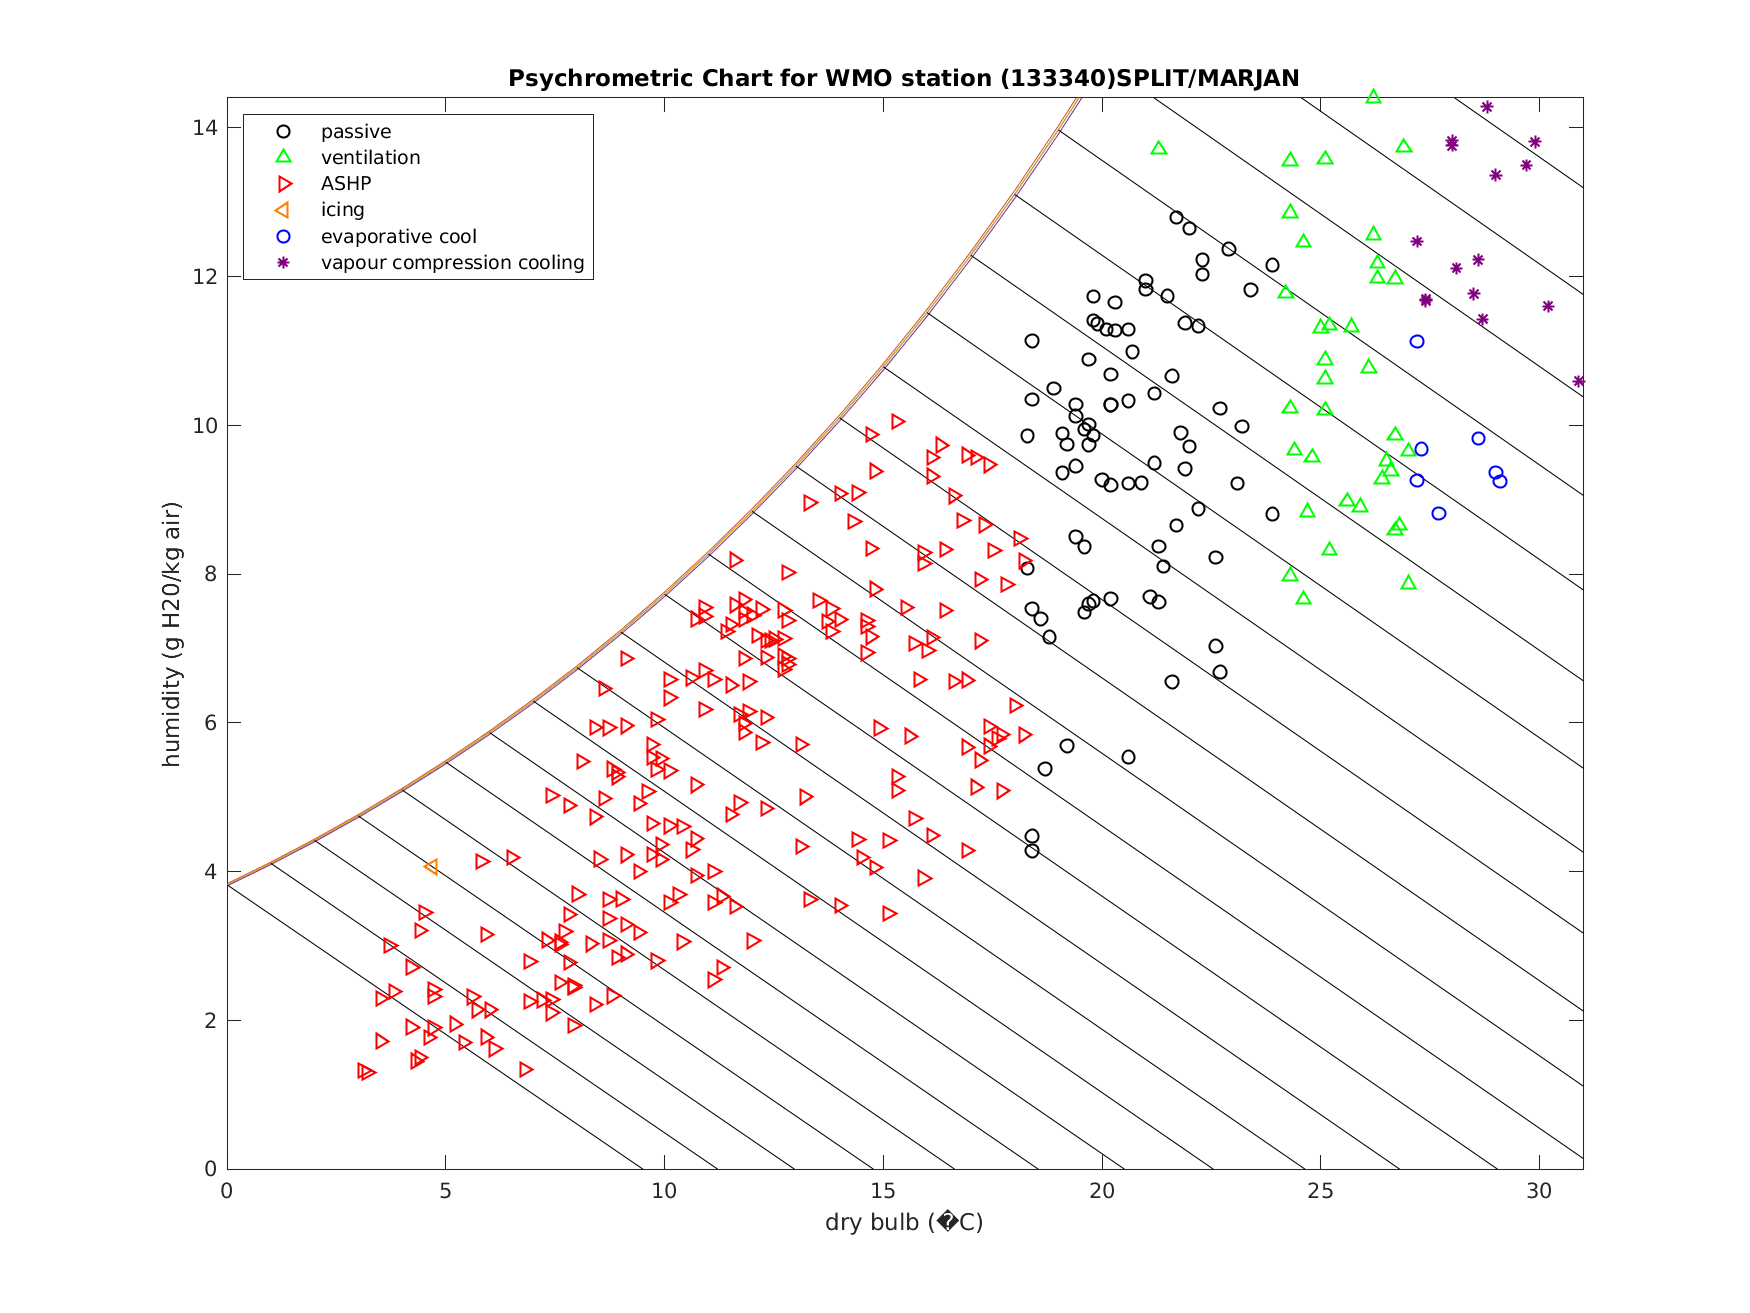 Psychrometric Chart for WMO station (133340)SPLIT/MARJAN
passive
ventilation
ASHP
icing
evaporative cool
vapour compression cooling
humidity (g H20/kg air)
14
12
10
8
6
4
2
0
0 5 10 15 20 25 30
dry bulb (�C)